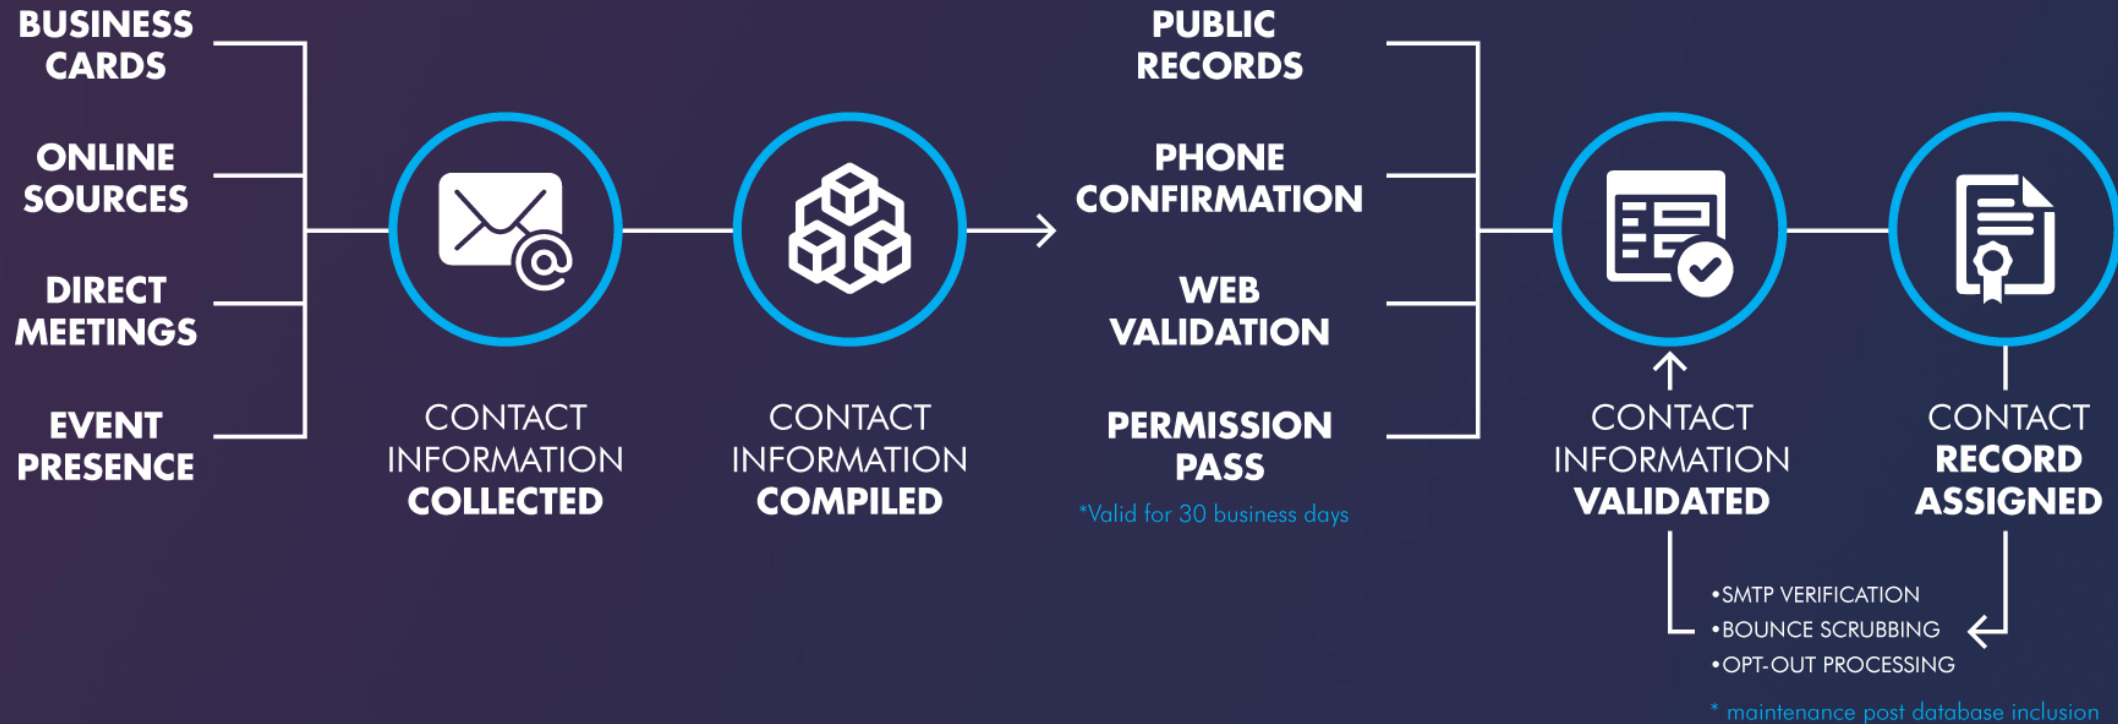 BUSINESS
CARDS
ONLINE
SOURCES
DIRECT
MEETINGS
EVENT
PRESENCE
CONTACT
INFORMATION
COLLECTED
CONTACT
INFORMATION
COMPILED
PUBLIC
RECORDS
PHONE
CONFIRMATION
WEB
VALIDATION
PERMISSION
PASS
*Valid for 30 business days
CONTACT
INFORMATION
VALIDATED
CONTACT
RECORD
ASSIGNED
•SMTP VERIFICATION
•BOUNCE SCRUBBING
•OPT-OUT PROCESSING
* maintenance post database inclusion